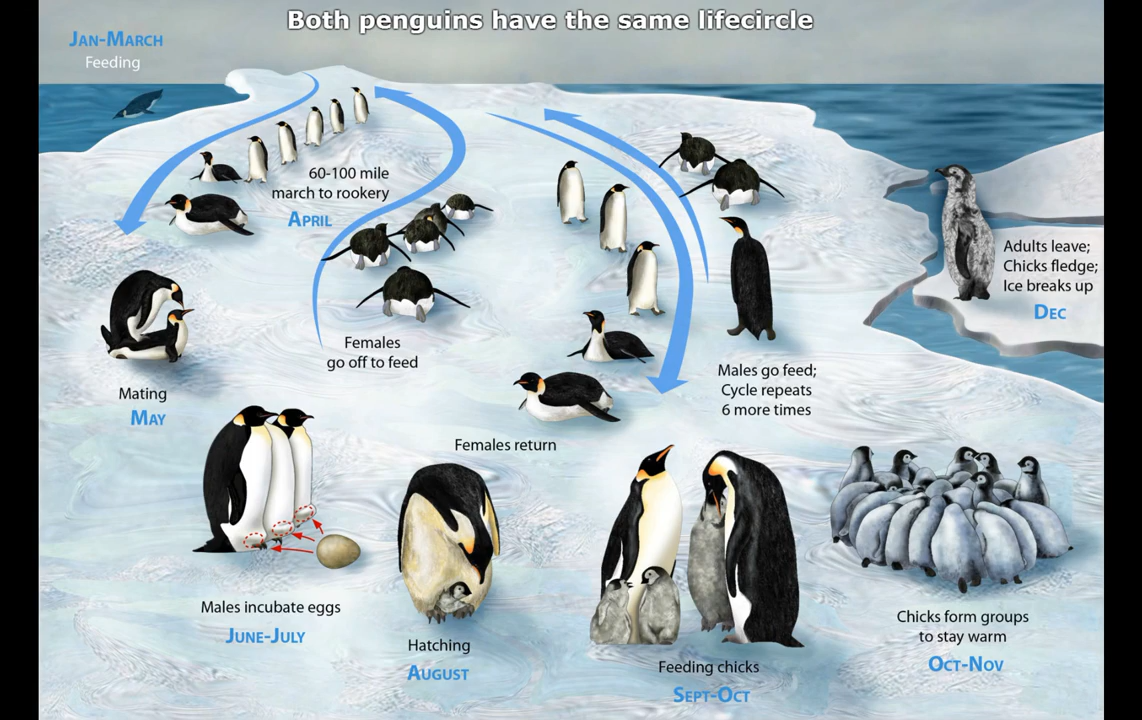 Both penguins have the same lifecircle
Jan-March
Feeding
60-100 mile
march to rookery
April
Mating
May
Females
go off to feed
Males incubate eggs
June-July
Females return
Hatching
August
Males go feed;
Cycle repeats
6 more times
Feeding chicks
Sept-Oct
Chicks form groups
to stay warm
Oct-Nov
Adults leave;
Chicks fledge;
Ice breaks up
Dec